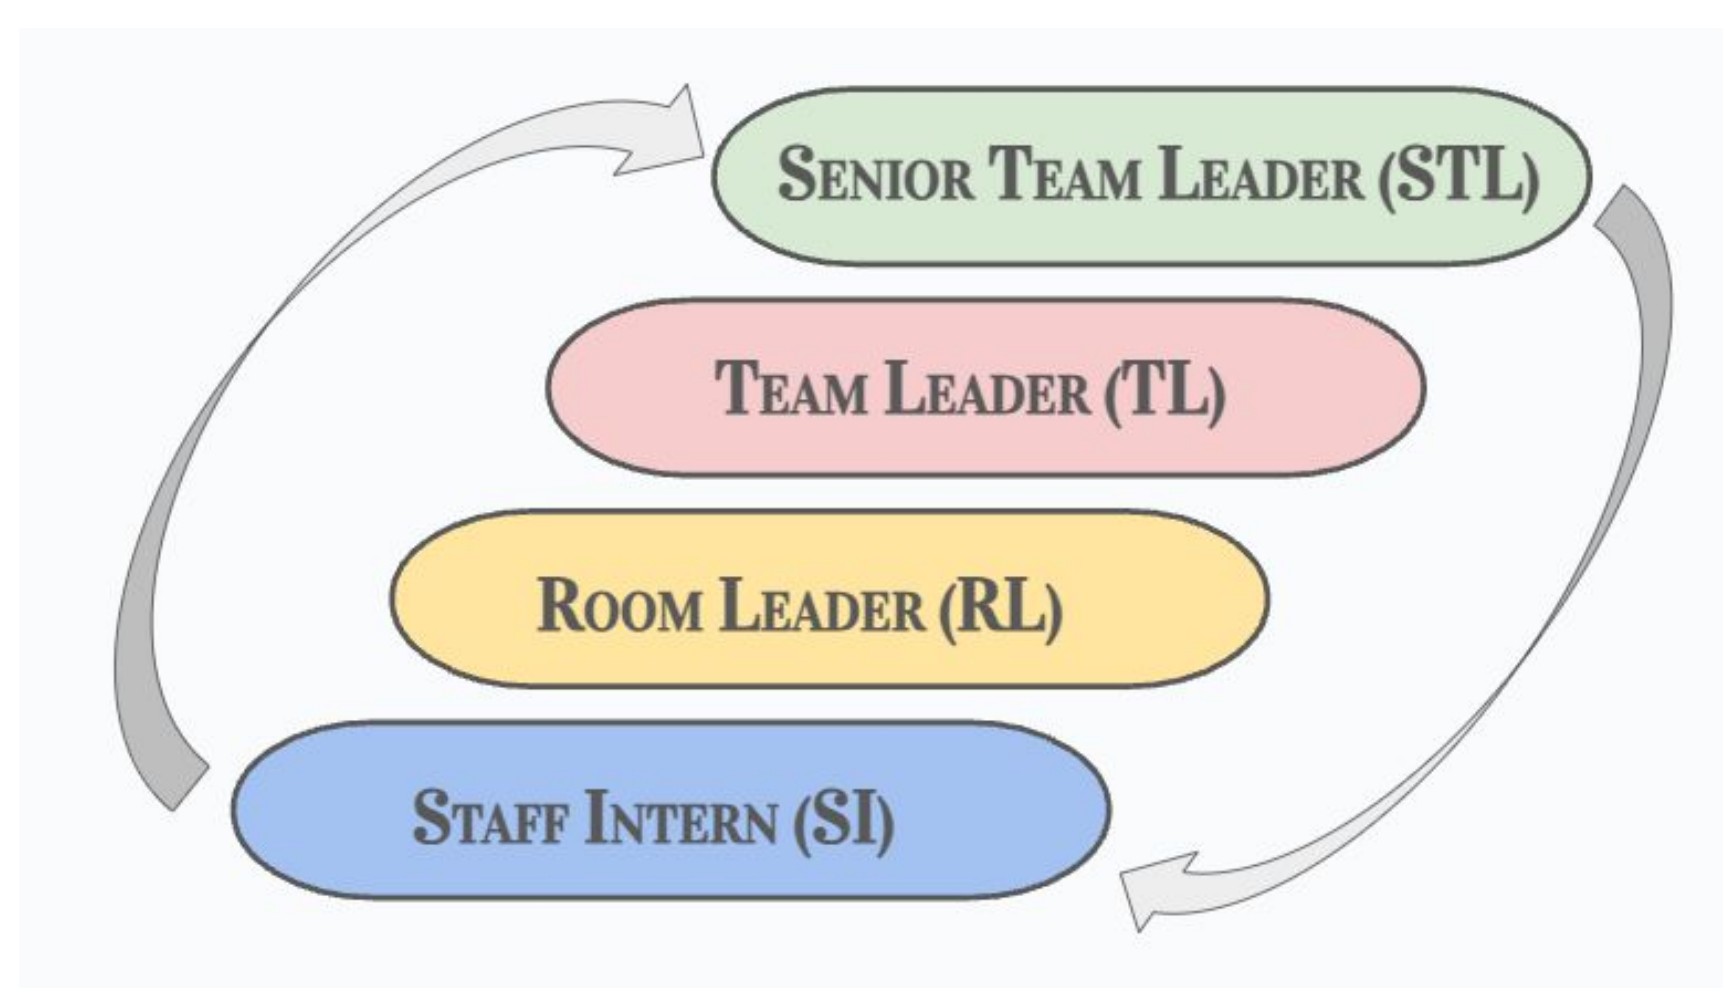 Senior Team Leader (STL)
Team Leader (TL)
Room Leader (RL)
Staff Intern (SI)